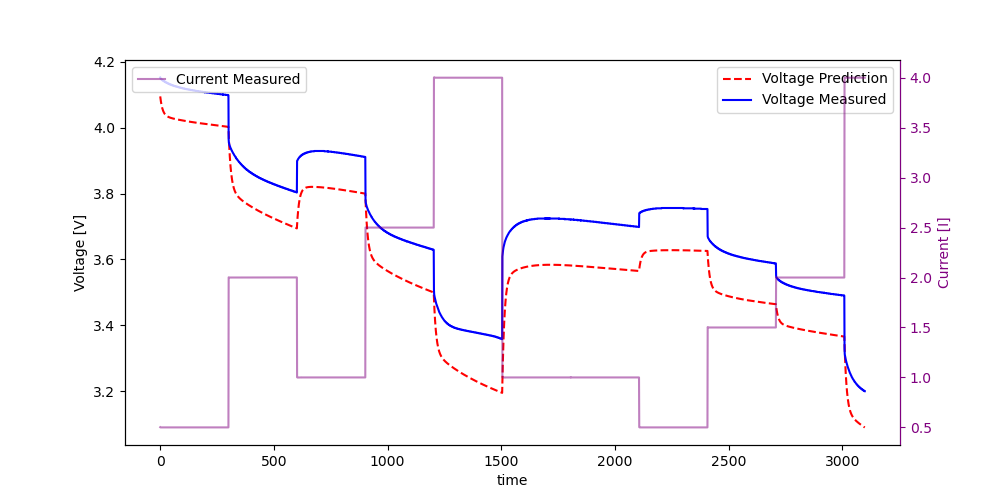 Current Measured
Voltage Prediction
Voltage Measured
4.2
4.0
3.8
3.6
3.4
3.2
Voltage [V]
4.0
3.5
3.0
2.5
2.0
1.5
1.0
0.5
Current [I]
0 500 1000 1500 2000 2500 3000
time